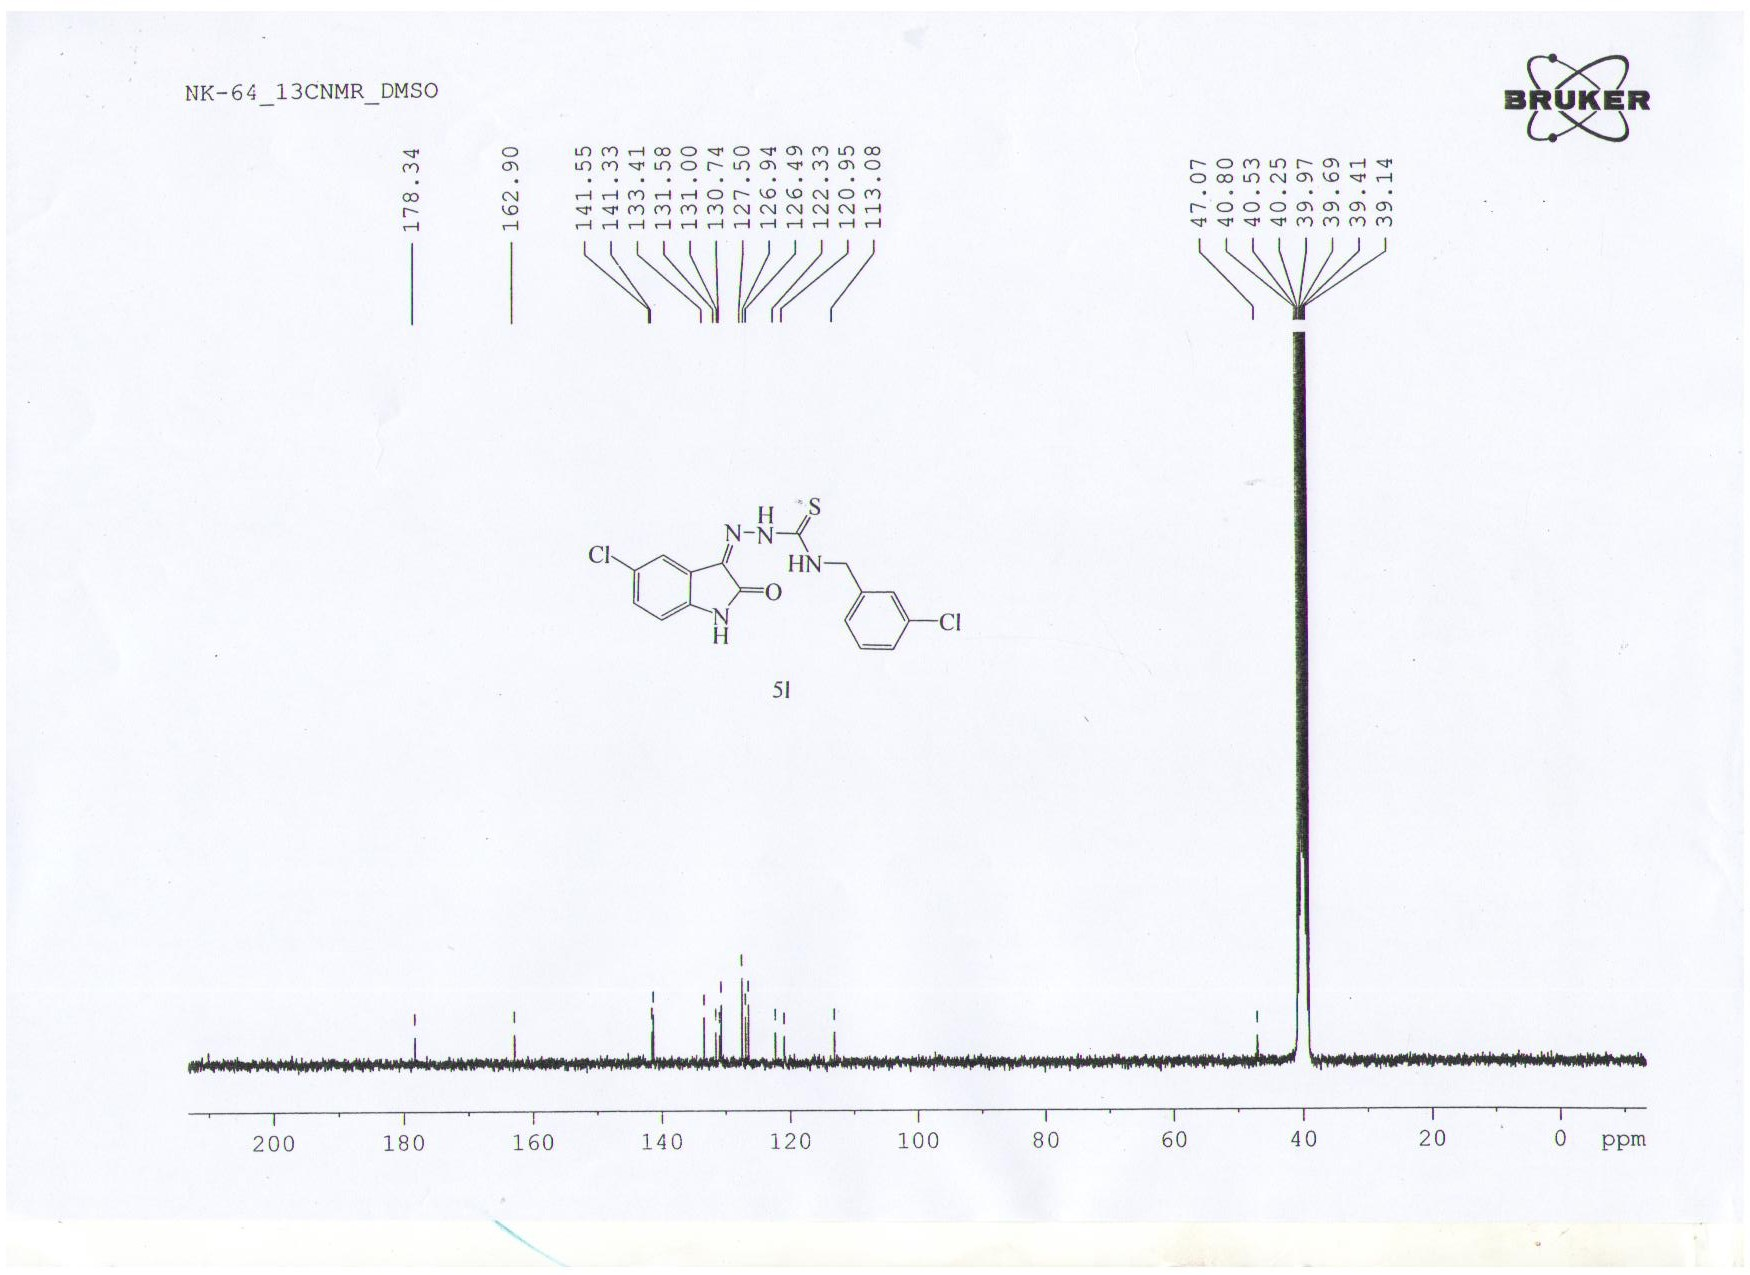 NK-64_13CNMR_DMSO
BRUKER
178.34
162.90
141.55
141.33
133.41
131.58
131.00
130.74
127.50
126.94
126.49
122.33
120.95
113.08
47.07
40.80
40.53
40.25
39.97
39.69
39.41
39.14
H
S
N
N
Cl
HN
O
N
H
Cl
5l
200 180 160 140 120 100 80 60 40 20 0 ppm